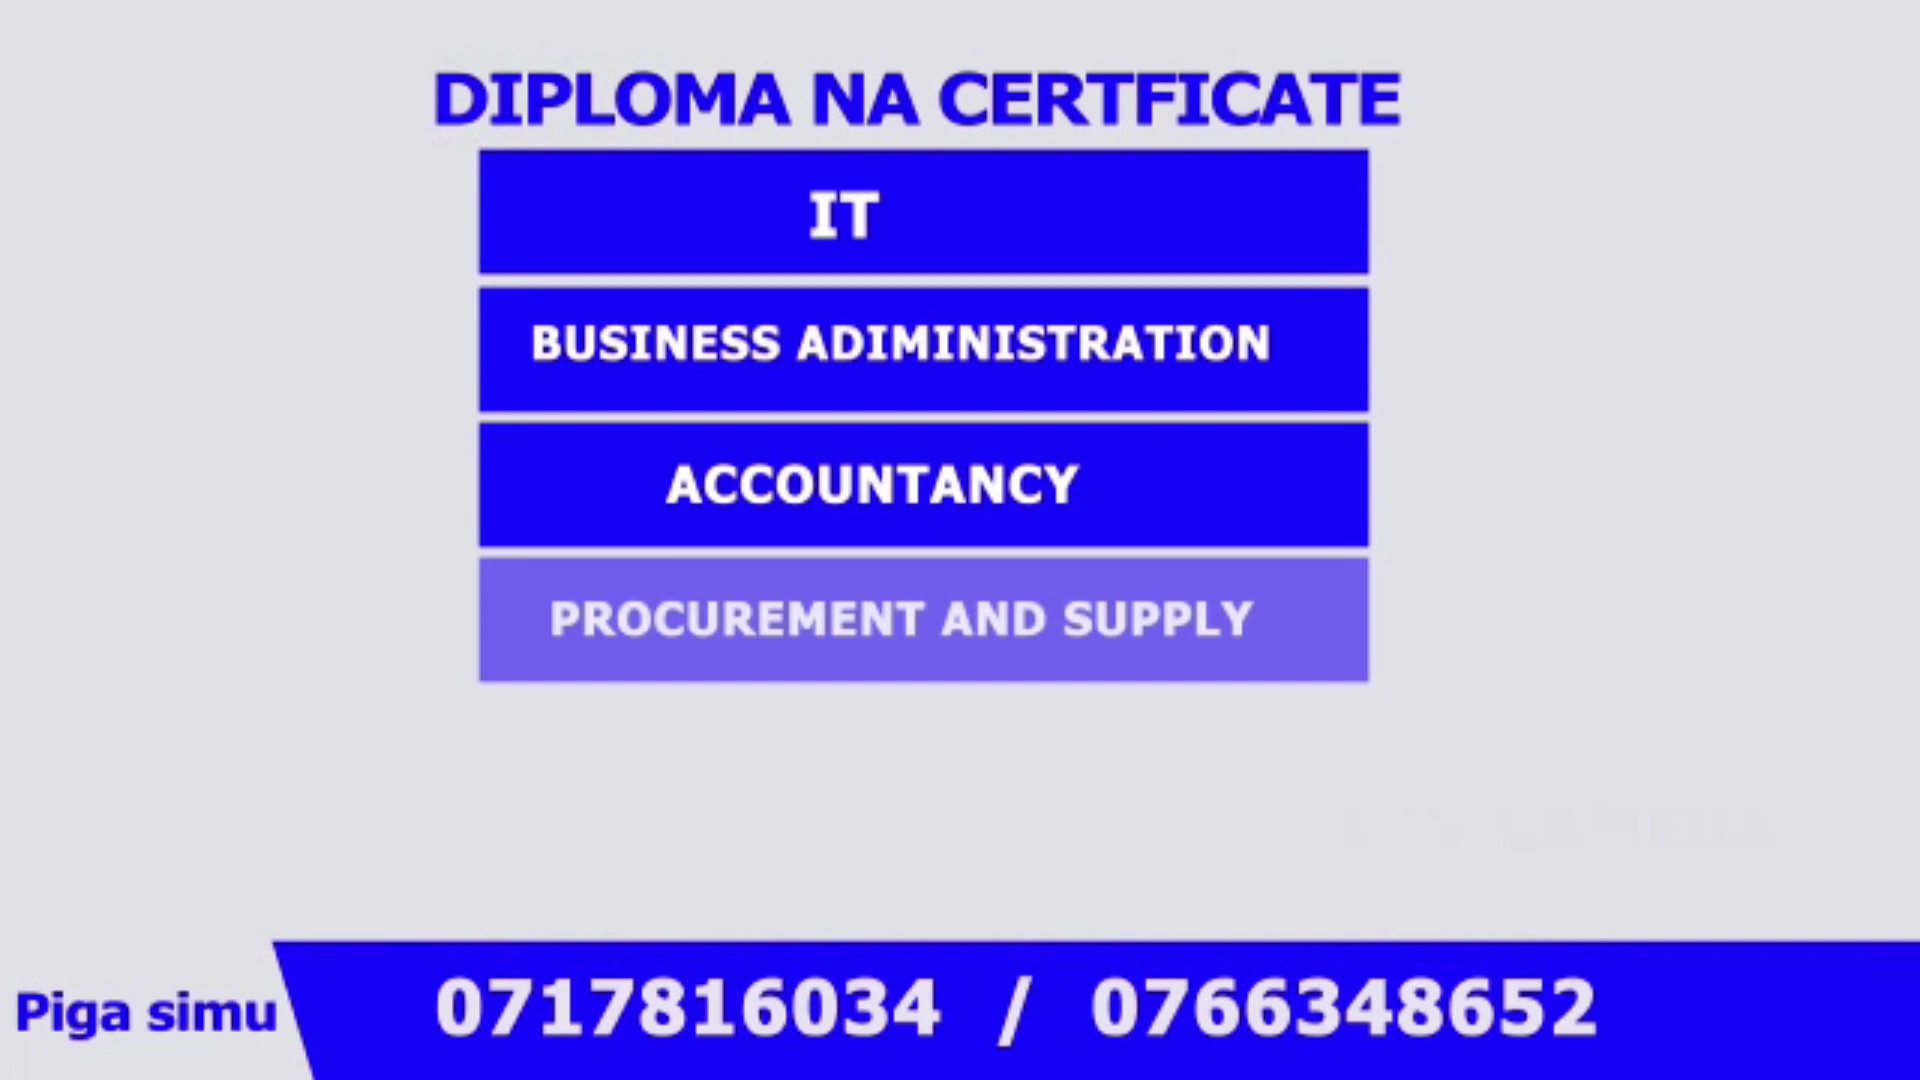 DIPLOMA NA CERTFICATE
IT
BUSINESS ADIMINISTRATION
ACCOUNTANCY
PROCUREMENT AND SUPPLY
Piga simu 0717816034 / 0766348652